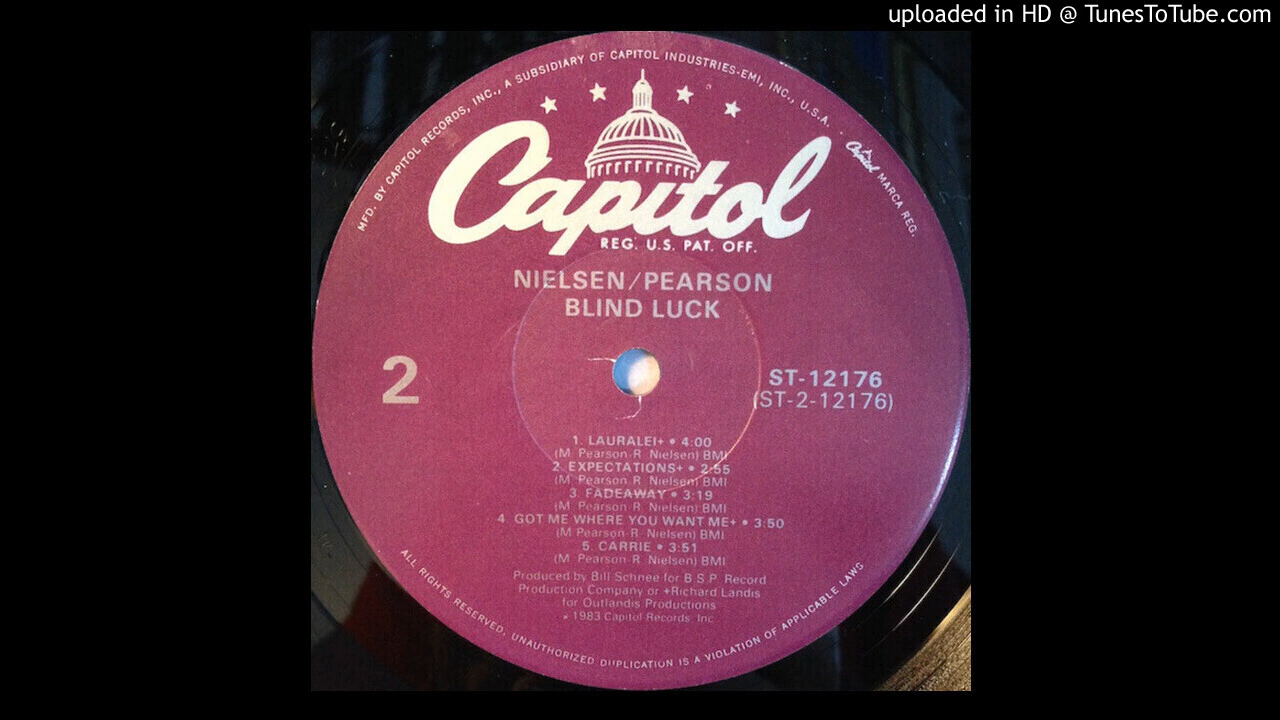 uploaded in HD @ TunesToTube.com
MFD. BY CAPITOL RECORDS, INC., A SUBSIDIARY OF CAPITOL INDUSTRIES-EMI, INC., U.S.A. · Capitol MARCA REG.
Capitol
REG. U.S. PAT. OFF.
NIELSEN/PEARSON
BLIND LUCK
2
ST-12176
(ST-2-12176)
1. LAURALEI+ • 4:00
(M. Pearson-R. Nielsen) BMI
2. EXPECTATIONS+ • 2:55
(M. Pearson-R. Nielsen) BMI
3. FADEAWAY • 3:19
(M. Pearson-R. Nielsen) BMI
4. GOT ME WHERE YOU WANT ME+ • 3:50
(M. Pearson-R. Nielsen) BMI
5. CARRIE • 3:51
(M. Pearson-R. Nielsen) BMI
Produced by Bill Schnee for B.S.P. Record
Production Company or +Richard Landis
for Outlandis Productions
℗ 1983 Capitol Records, Inc.
ALL RIGHTS RESERVED. UNAUTHORIZED DUPLICATION IS A VIOLATION OF APPLICABLE LAWS